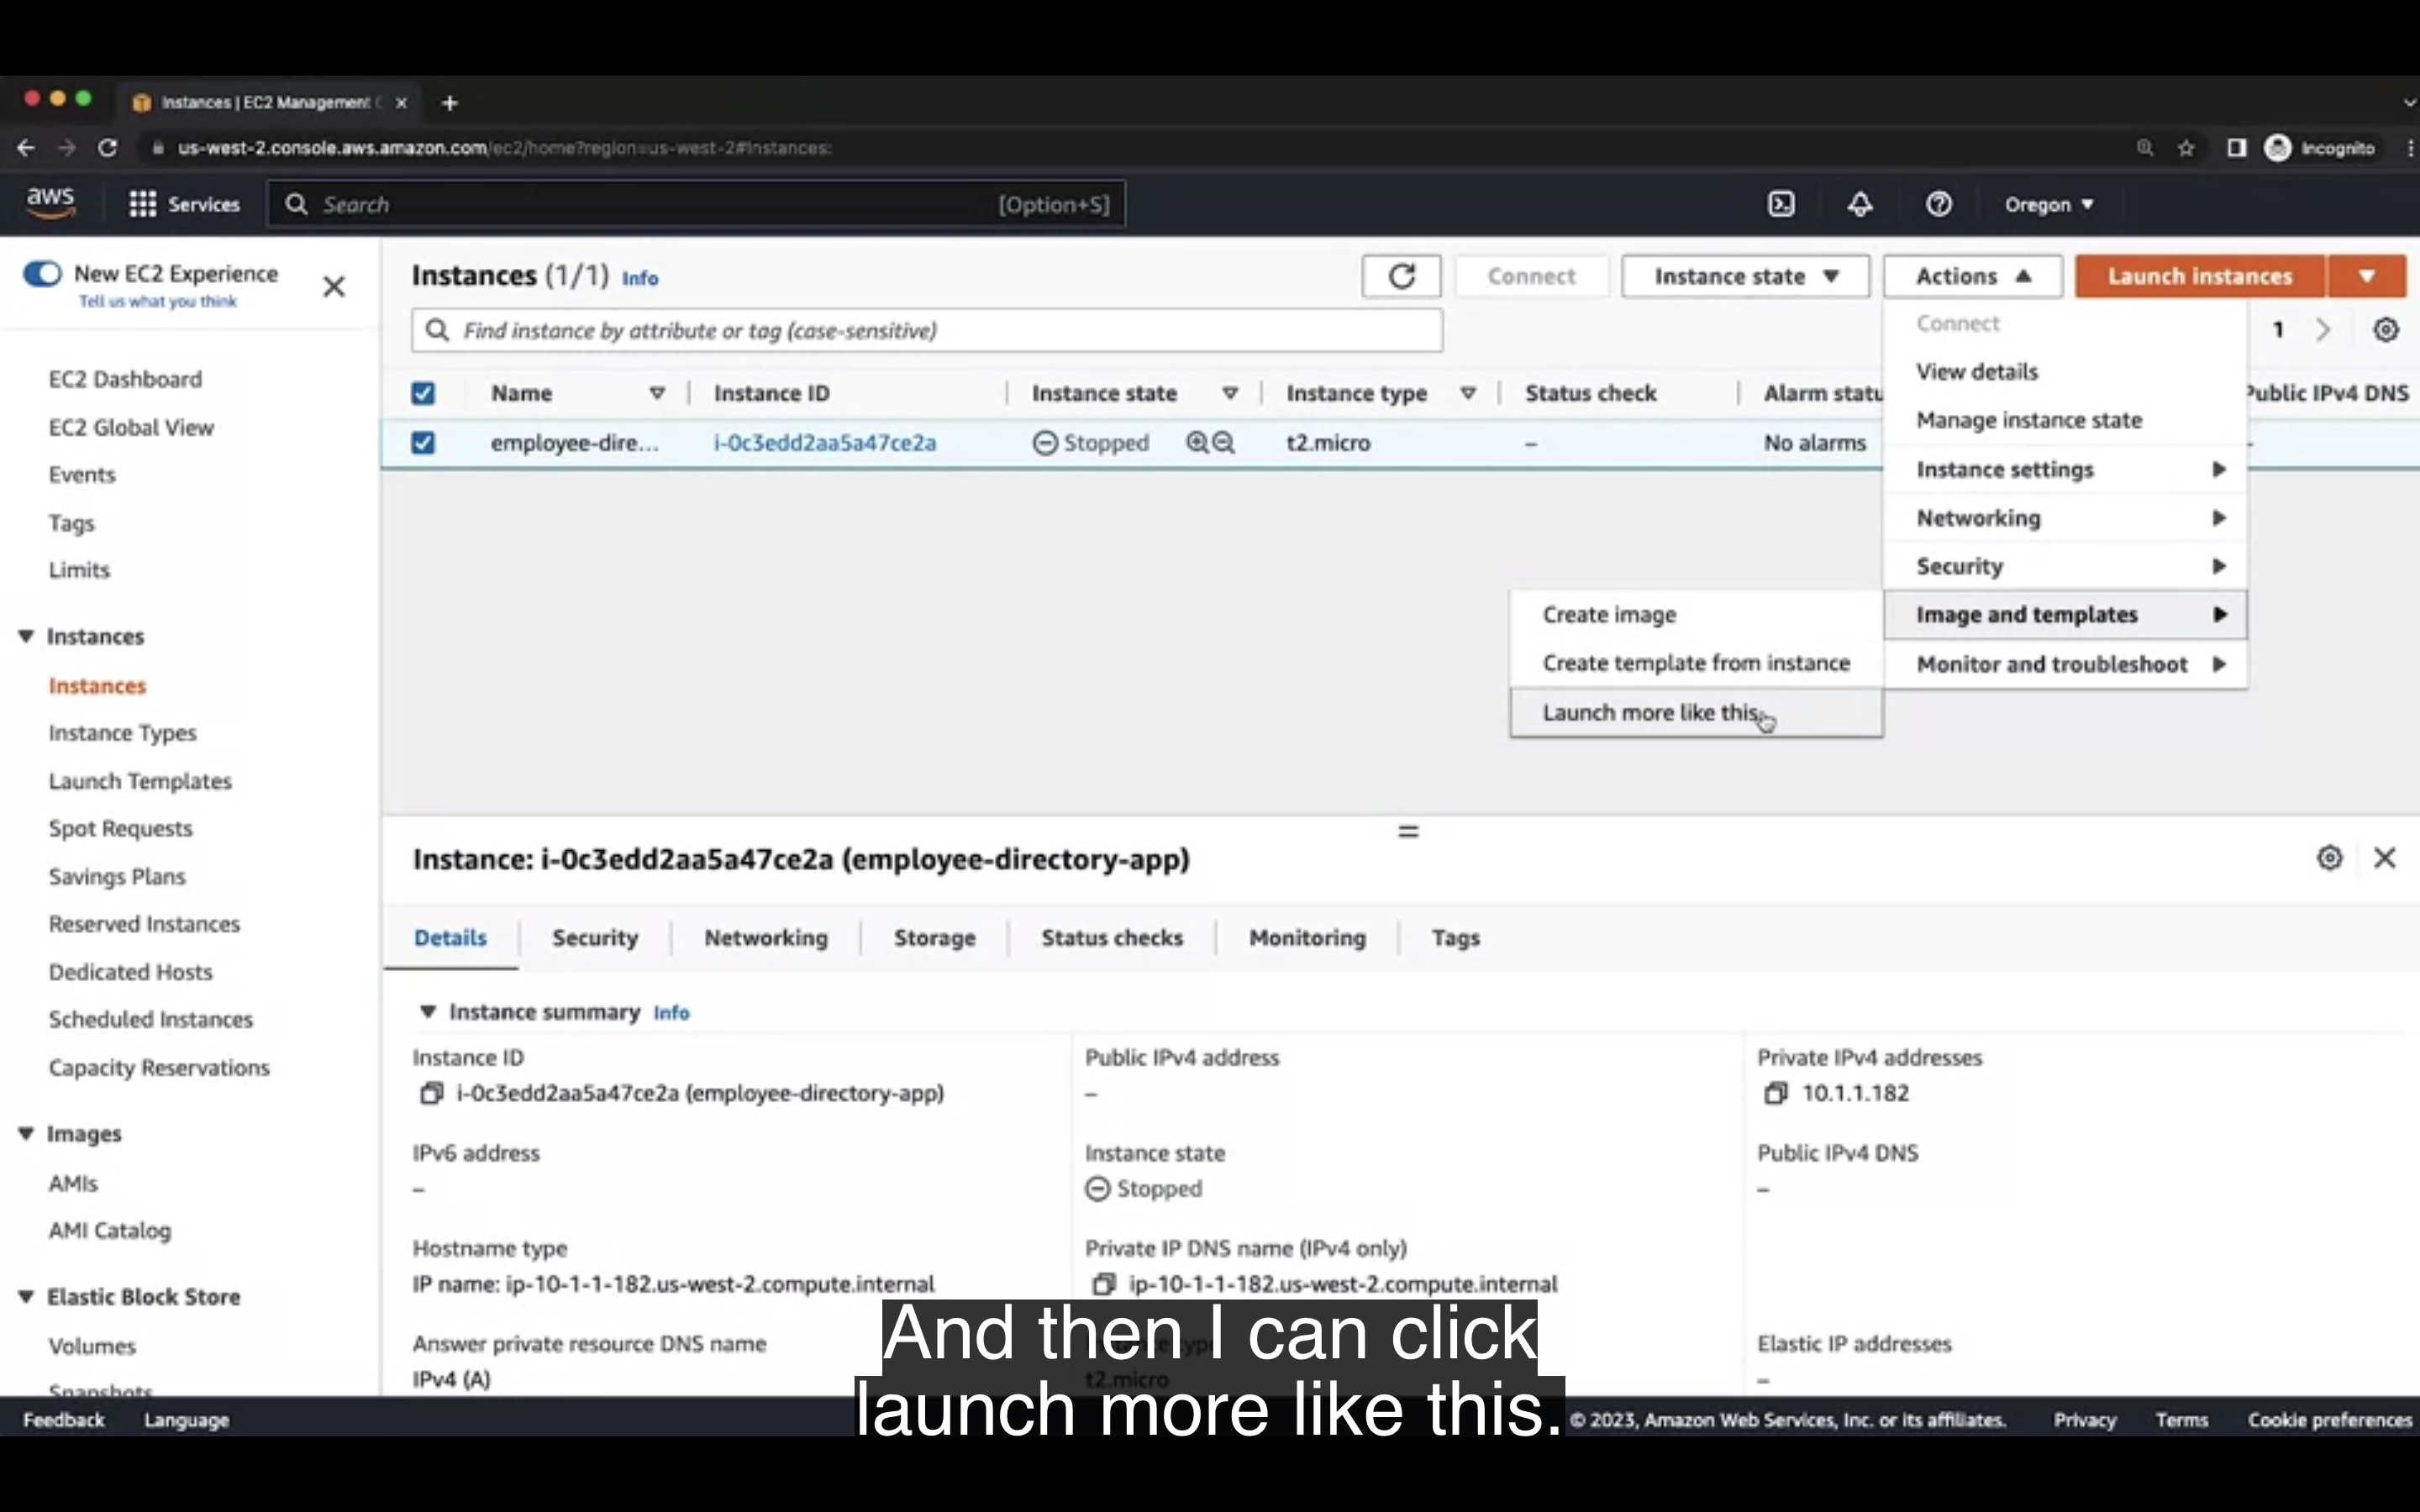 Instances | EC2 Management C
us-west-2.console.aws.amazon.com/ec2/home?region=us-west-2#Instances:
Incognito
aws
Services
Search
[Option+S]
Oregon
New EC2 Experience
Tell us what you think
EC2 Dashboard
EC2 Global View
Events
Tags
Limits
Instances
Instances
Instance Types
Launch Templates
Spot Requests
Savings Plans
Reserved Instances
Dedicated Hosts
Scheduled Instances
Capacity Reservations
Images
AMIs
AMI Catalog
Elastic Block Store
Volumes
Snapshots
Instances (1/1) Info
Connect
Instance state
Actions
Launch instances
Find instance by attribute or tag (case-sensitive)
1
Name Instance ID Instance state Instance type Status check Alarm statu Public IPv4 DNS
employee-dire... i-0c3edd2aa5a47ce2a Stopped t2.micro – No alarms –
Connect
View details
Manage instance state
Instance settings
Networking
Security
Image and templates
Monitor and troubleshoot
Create image
Create template from instance
Launch more like this
Instance: i-0c3edd2aa5a47ce2a (employee-directory-app)
Details Security Networking Storage Status checks Monitoring Tags
Instance summary Info
Instance ID
i-0c3edd2aa5a47ce2a (employee-directory-app)
Public IPv4 address
–
Private IPv4 addresses
10.1.1.182
IPv6 address
–
Instance state
Stopped
Public IPv4 DNS
–
Hostname type
IP name: ip-10-1-1-182.us-west-2.compute.internal
Private IP DNS name (IPv4 only)
ip-10-1-1-182.us-west-2.compute.internal
Answer private resource DNS name
IPv4 (A)
t2.micro
Elastic IP addresses
–
And then I can click
launch more like this.
Feedback Language
© 2023, Amazon Web Services, Inc. or its affiliates. Privacy Terms Cookie preferences